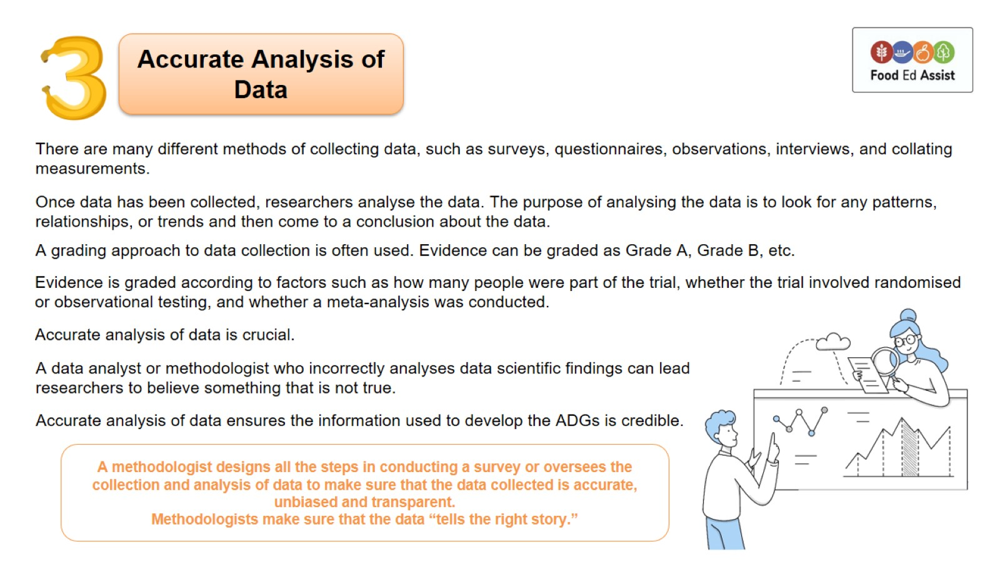 3
Accurate Analysis of
Data
Food Ed Assist
There are many different methods of collecting data, such as surveys, questionnaires, observations, interviews, and collating
measurements.
Once data has been collected, researchers analyse the data. The purpose of analysing the data is to look for any patterns,
relationships, or trends and then come to a conclusion about the data.
A grading approach to data collection is often used. Evidence can be graded as Grade A, Grade B, etc.
Evidence is graded according to factors such as how many people were part of the trial, whether the trial involved randomised
or observational testing, and whether a meta-analysis was conducted.
Accurate analysis of data is crucial.
A data analyst or methodologist who incorrectly analyses data scientific findings can lead
researchers to believe something that is not true.
Accurate analysis of data ensures the information used to develop the ADGs is credible.
A methodologist designs all the steps in conducting a survey or oversees the
collection and analysis of data to make sure that the data collected is accurate,
unbiased and transparent.
Methodologists make sure that the data “tells the right story.”